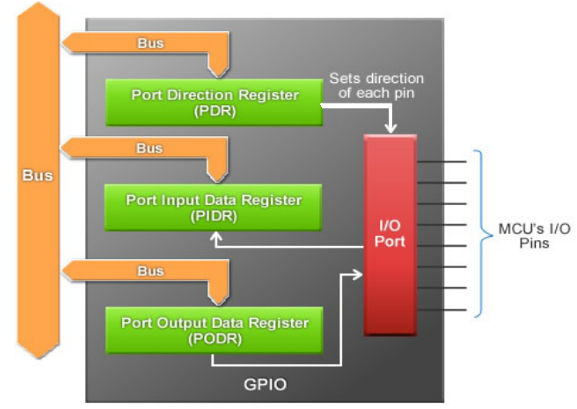 Bus
Port Direction Register
(PDR)
Sets direction
of each pin
Bus
Bus
Port Input Data Register
(PIDR)
I/O
Port
MCU's I/O
Pins
Bus
Port Output Data Register
(PODR)
GPIO